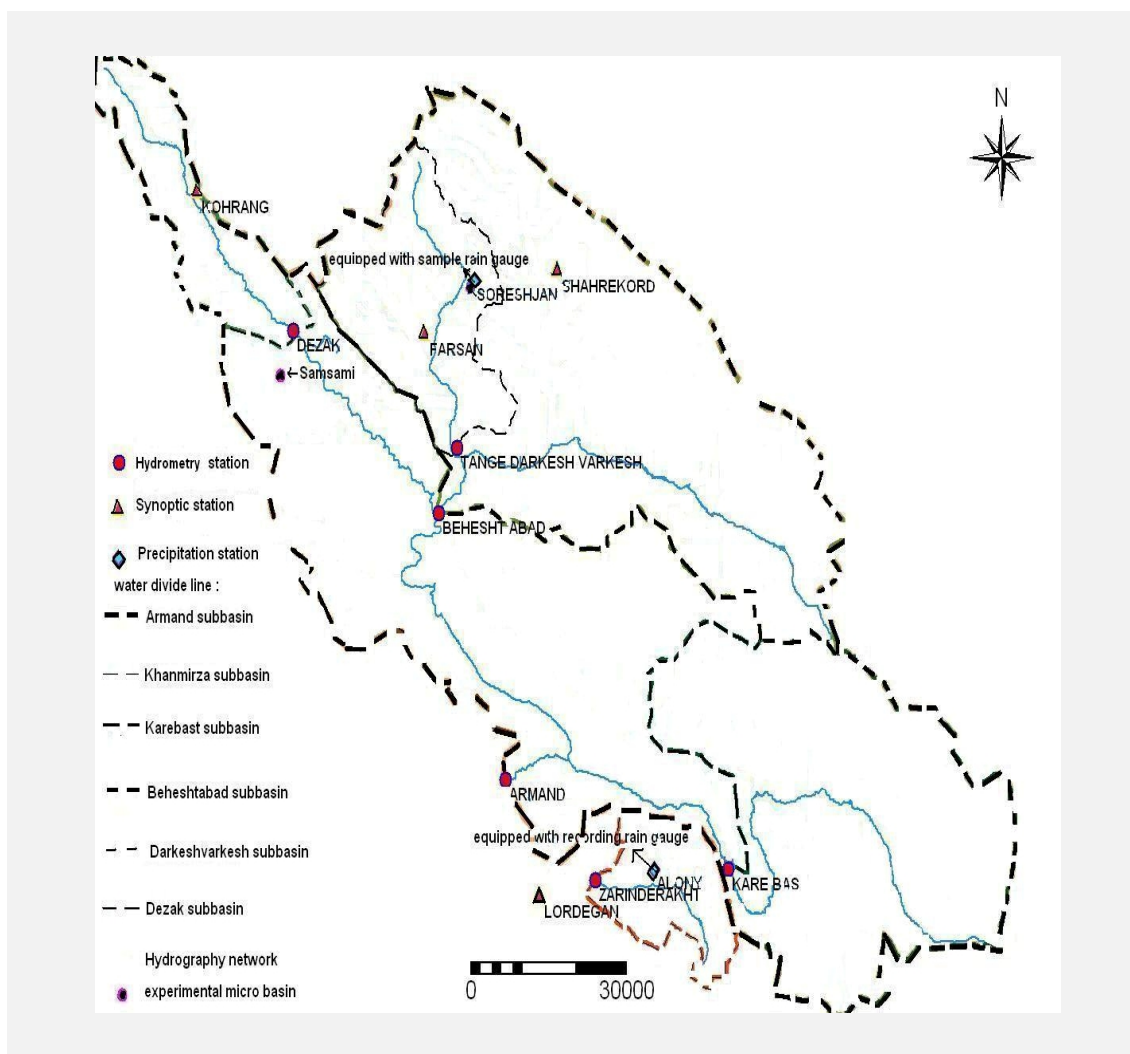 N
KOHRANG
equipped with sample rain gauge
SORESHJAN
SHAHREKORD
DEZAK
FARSAN
←Samsami
Hydrometry station
TANGE DARKESH VARKESH
Synoptic station
BEHESHT ABAD
Precipitation station
water divide line :
Armand subbasin
Khanmirza subbasin
Karebast subbasin
Beheshtabad subbasin
ARMAND
equipped with recording rain gauge
Darkeshvarkesh subbasin
ALONY
KARE BAS
ZARINDERAKHT
LORDEGAN
Dezak subbasin
Hydrography network
experimental micro basin
0 30000